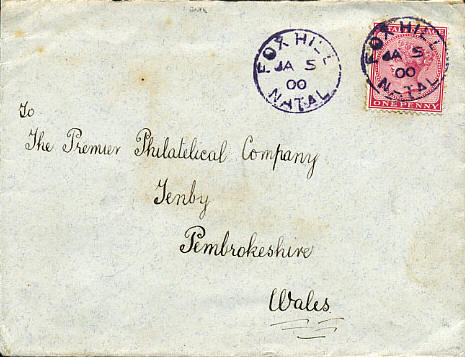 FOX HILL
JA 5
00
NATAL
FOX HILL
JA 5
00
NATAL
ONE PENNY
To
The Premier Philatelical Company
Tenby
Pembrokeshire
Wales